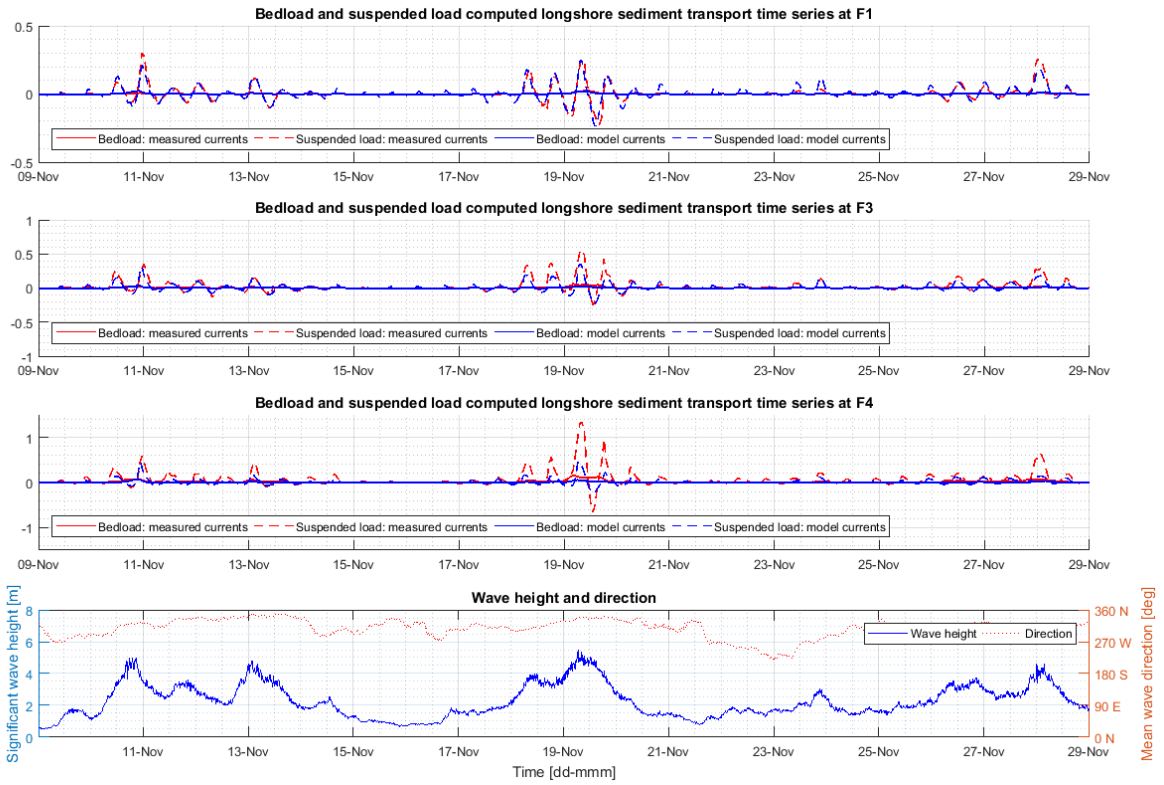 Bedload and suspended load computed longshore sediment transport time series at F1
0.5
0
-0.5
Bedload: measured currents Suspended load: measured currents Bedload: model currents Suspended load: model currents
09-Nov 11-Nov 13-Nov 15-Nov 17-Nov 19-Nov 21-Nov 23-Nov 25-Nov 27-Nov 29-Nov
Bedload and suspended load computed longshore sediment transport time series at F3
1
0.5
0
-0.5
Bedload: measured currents Suspended load: measured currents Bedload: model currents Suspended load: model currents
-1
09-Nov 11-Nov 13-Nov 15-Nov 17-Nov 19-Nov 21-Nov 23-Nov 25-Nov 27-Nov 29-Nov
Bedload and suspended load computed longshore sediment transport time series at F4
1
0
-1
Bedload: measured currents Suspended load: measured currents Bedload: model currents Suspended load: model currents
09-Nov 11-Nov 13-Nov 15-Nov 17-Nov 19-Nov 21-Nov 23-Nov 25-Nov 27-Nov 29-Nov
Wave height and direction
Significant wave height [m]
8
6
4
2
0
Wave height Direction
360 N
270 W
180 S
90 E
0 N
Mean wave direction [deg]
11-Nov 13-Nov 15-Nov 17-Nov 19-Nov 21-Nov 23-Nov 25-Nov 27-Nov 29-Nov
Time [dd-mmm]